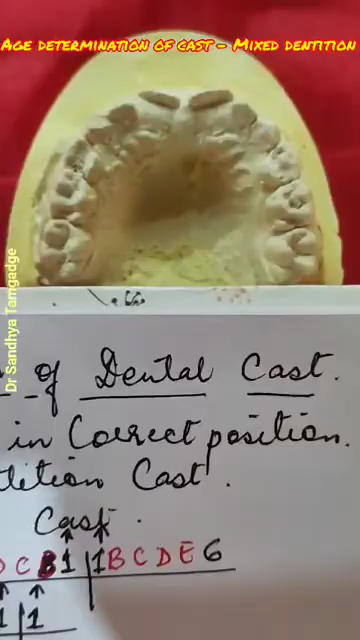 Age determination of cast - Mixed dentition
Dr Sandhya Tamgadge
of Dental Cast.
in Correct position.
Cast.
Cast.
C B 1 | 1 B C D E 6
1 | 1